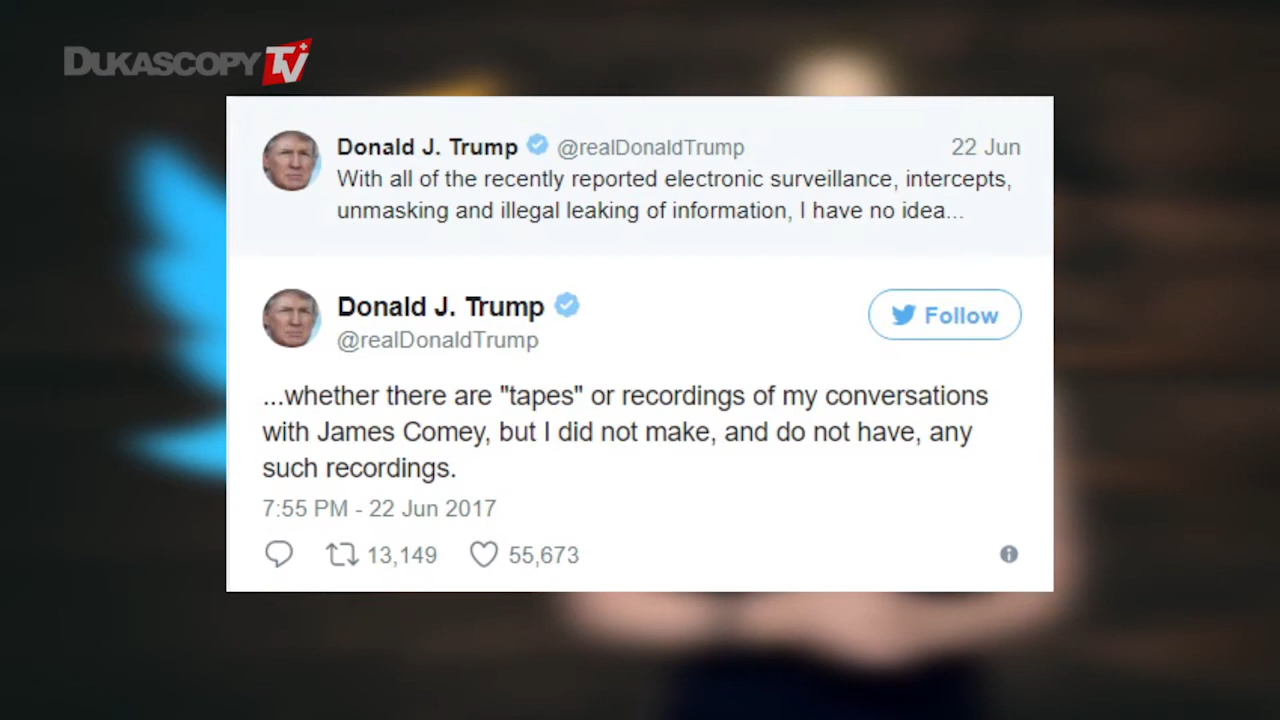 DUKASCOPY TV
Donald J. Trump @realDonaldTrump 22 Jun
With all of the recently reported electronic surveillance, intercepts,
unmasking and illegal leaking of information, I have no idea...
Donald J. Trump
@realDonaldTrump
Follow
...whether there are "tapes" or recordings of my conversations
with James Comey, but I did not make, and do not have, any
such recordings.
7:55 PM - 22 Jun 2017
13,149 55,673